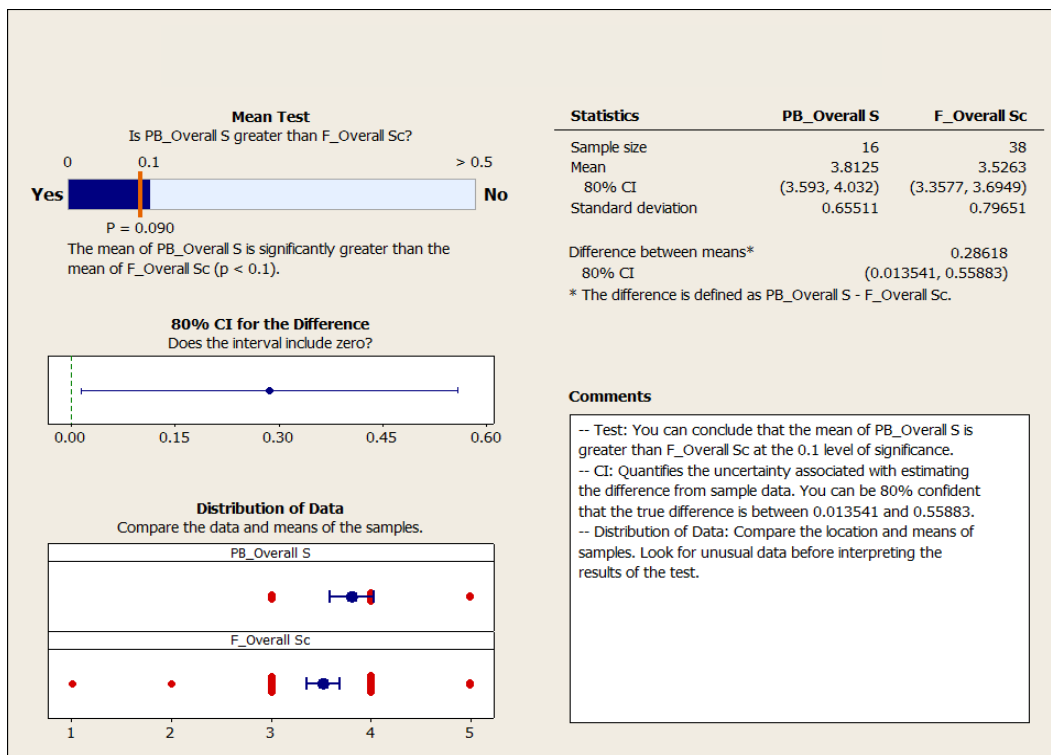 Mean Test
Is PB_Overall S greater than F_Overall Sc?
0 0.1 > 0.5
Yes No
P = 0.090
The mean of PB_Overall S is significantly greater than the
mean of F_Overall Sc (p < 0.1).
80% CI for the Difference
Does the interval include zero?
0.00 0.15 0.30 0.45 0.60
Distribution of Data
Compare the data and means of the samples.
PB_Overall S
F_Overall Sc
1 2 3 4 5
Statistics PB_Overall S F_Overall Sc
Sample size 16 38
Mean 3.8125 3.5263
80% CI (3.593, 4.032) (3.3577, 3.6949)
Standard deviation 0.65511 0.79651
Difference between means* 0.28618
80% CI (0.013541, 0.55883)
* The difference is defined as PB_Overall S - F_Overall Sc.
Comments
-- Test: You can conclude that the mean of PB_Overall S is
greater than F_Overall Sc at the 0.1 level of significance.
-- CI: Quantifies the uncertainty associated with estimating
the difference from sample data. You can be 80% confident
that the true difference is between 0.013541 and 0.55883.
-- Distribution of Data: Compare the location and means of
samples. Look for unusual data before interpreting the
results of the test.